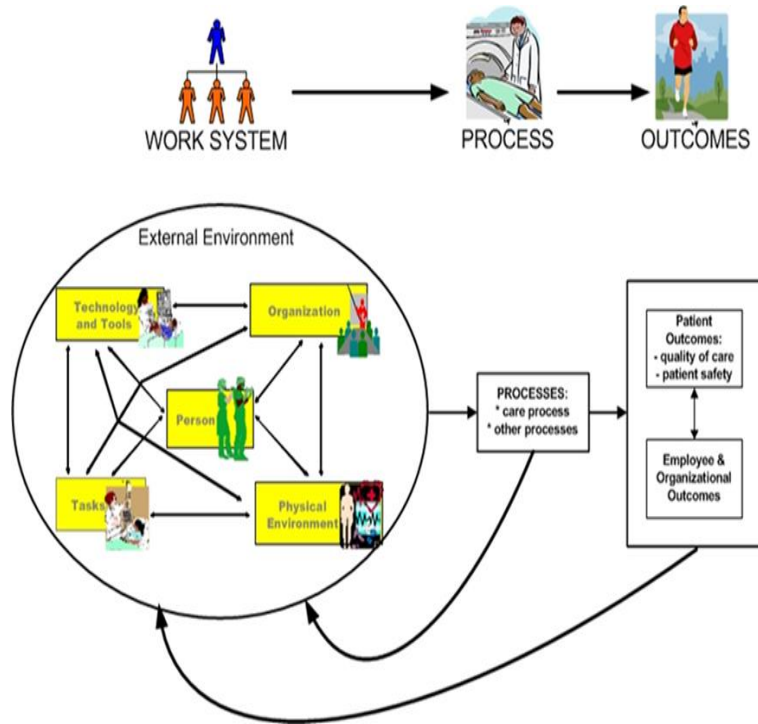 WORK SYSTEM
PROCESS
OUTCOMES
External Environment
Technology
and Tools
Organization
Person
Tasks
Physical
Environment
PROCESSES:
* care process
* other processes
Patient
Outcomes:
- quality of care
- patient safety
Employee &
Organizational
Outcomes